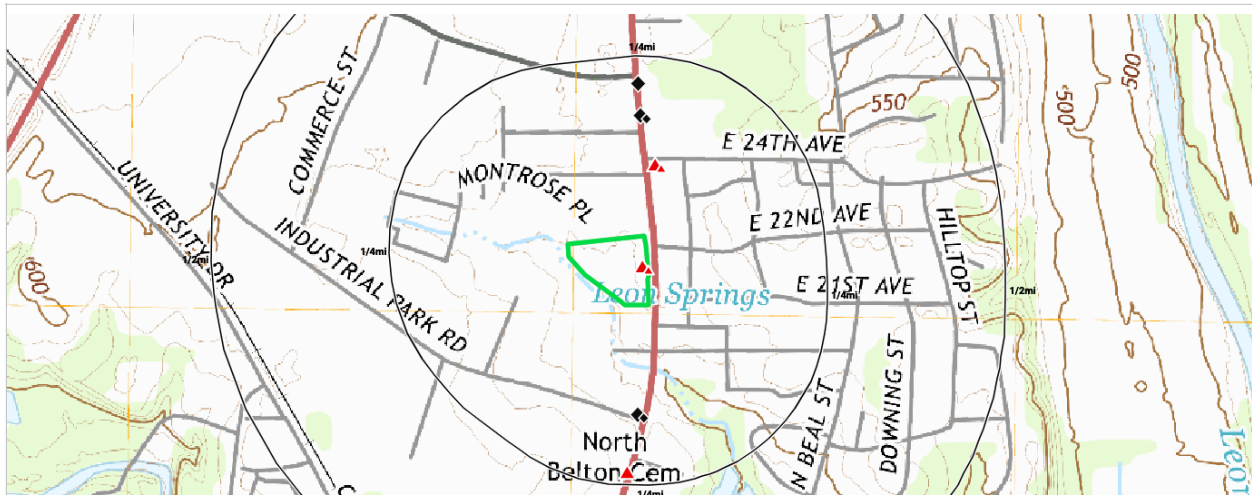 1/4mi
COMMERCE ST
550
500
500
E 24TH AVE
UNIVERSITY DR
MONTROSE PL
E 22ND AVE
HILLTOP ST
INDUSTRIAL PARK RD
1/4mi
1/2mi
600
E 21ST AVE
Leon Springs
1/4mi
1/2mi
DOWNING ST
N BEAL ST
North
Belton Cem
1/4mi